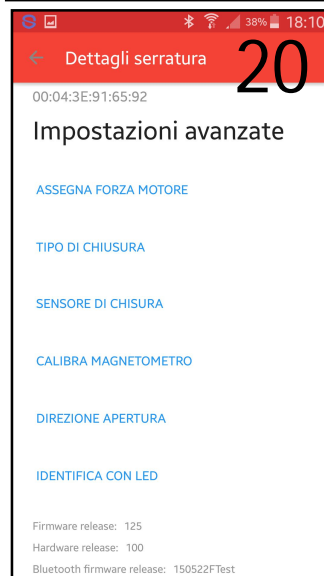 38% 18:10
Dettagli serratura
20
00:04:3E:91:65:92
Impostazioni avanzate
ASSEGNA FORZA MOTORE
TIPO DI CHIUSURA
SENSORE DI CHISURA
CALIBRA MAGNETOMETRO
DIREZIONE APERTURA
IDENTIFICA CON LED
Firmware release: 125
Hardware release: 100
Bluetooth firmware release: 150522FTest